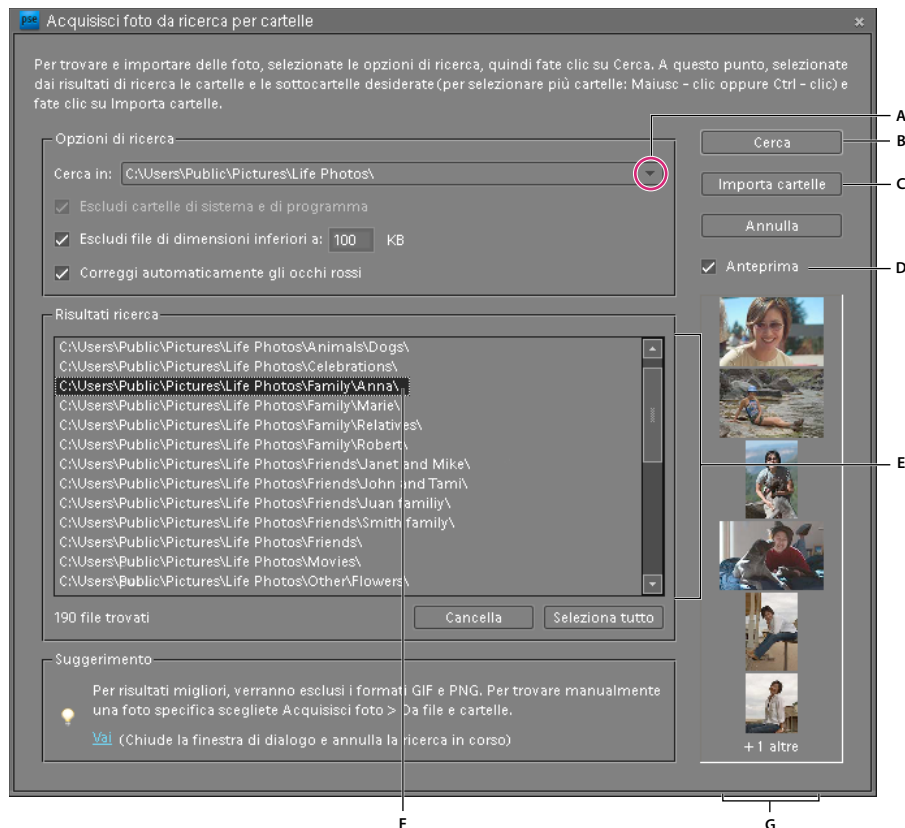 pse Acquisisci foto da ricerca per cartelle
Per trovare e importare delle foto, selezionate le opzioni di ricerca, quindi fate clic su Cerca. A questo punto, selezionate
dai risultati di ricerca le cartelle e le sottocartelle desiderate (per selezionare più cartelle: Maiusc - clic oppure Ctrl - clic) e
fate clic su Importa cartelle.
A
Opzioni di ricerca
Cerca B
Cerca in: C:\Users\Public\Pictures\Life Photos\
Importa cartelle C
Escludi cartelle di sistema e di programma
Annulla
Escludi file di dimensioni inferiori a: 100 KB
Anteprima D
Correggi automaticamente gli occhi rossi
Risultati ricerca
C:\Users\Public\Pictures\Life Photos\Animals\Dogs\
C:\Users\Public\Pictures\Life Photos\Celebrations\
C:\Users\Public\Pictures\Life Photos\Family\Anna\
C:\Users\Public\Pictures\Life Photos\Family\Marie\
C:\Users\Public\Pictures\Life Photos\Family\Relatives\
C:\Users\Public\Pictures\Life Photos\Family\Robert\
C:\Users\Public\Pictures\Life Photos\Friends\Janet and Mike\
E
C:\Users\Public\Pictures\Life Photos\Friends\John and Tami\
C:\Users\Public\Pictures\Life Photos\Friends\Juan familiy\
C:\Users\Public\Pictures\Life Photos\Friends\Smith family\
C:\Users\Public\Pictures\Life Photos\Friends\
C:\Users\Public\Pictures\Life Photos\Movies\
C:\Users\Public\Pictures\Life Photos\Other\Flowers\
190 file trovati
Cancella
Seleziona tutto
Suggerimento
Per risultati migliori, verranno esclusi i formati GIF e PNG. Per trovare manualmente
una foto specifica scegliete Acquisisci foto > Da file e cartelle.
Vai (Chiude la finestra di dialogo e annulla la ricerca in corso)
+1 altre
F
G